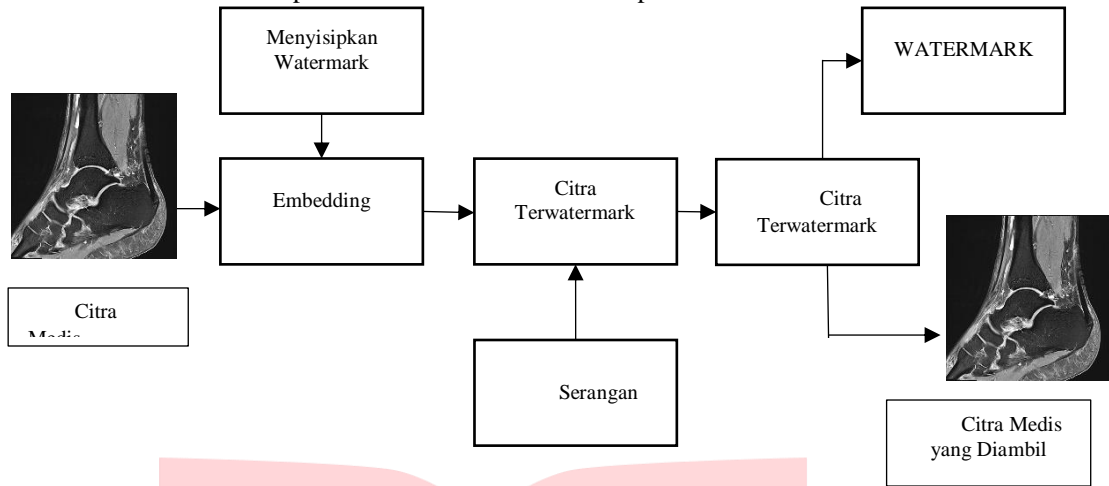 Menyisipkan
Watermark
WATERMARK
Embedding
Citra
Terwatermark
Citra
Terwatermark
Citra
Serangan
Citra Medis
yang Diambil